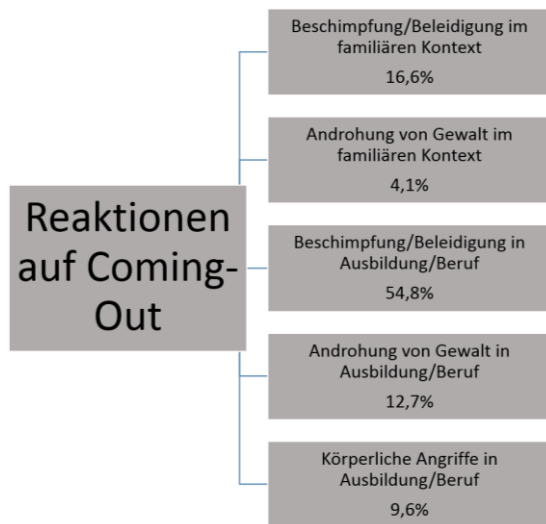 Reaktionen
auf Coming-
Out
Beschimpfung/Beleidigung im
familiären Kontext
16,6%
Androhung von Gewalt im
familiären Kontext
4,1%
Beschimpfung/Beleidigung in
Ausbildung/Beruf
54,8%
Androhung von Gewalt in
Ausbildung/Beruf
12,7%
Körperliche Angriffe in
Ausbildung/Beruf
9,6%